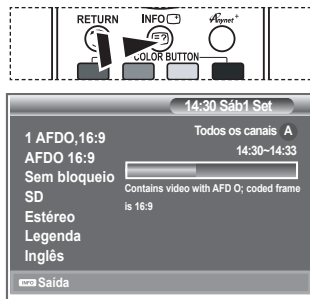 RETURN INFO Anynet+
COLOR BUTTON
14:30 Sáb1 Set
Todos os canais A
14:30~14:33
1 AFDO,16:9
AFDO 16:9
Sem bloqueio
SD
Estéreo
Legenda
Inglês
Contains video with AFD O; coded frame
is 16:9
INFO Saída